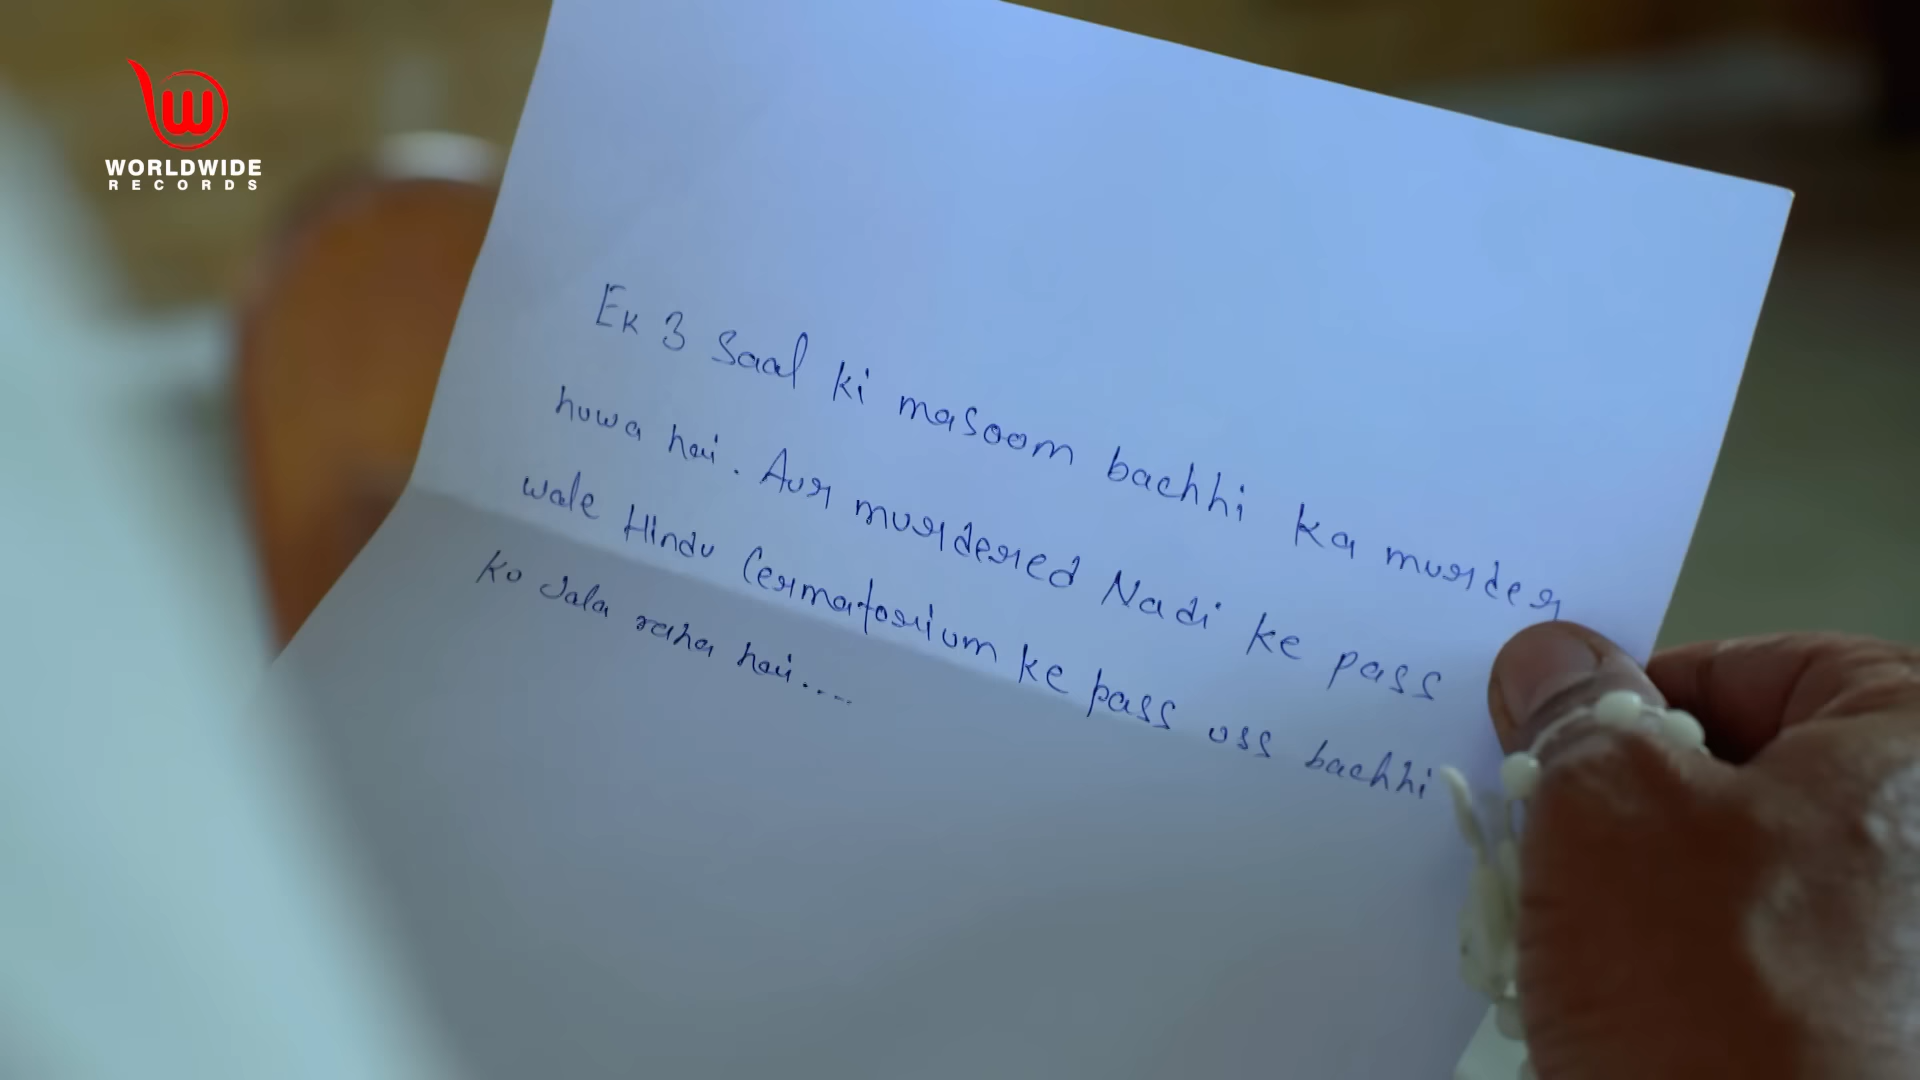 WORLDWIDE
RECORDS
Ek 3 Saal ki masoom bachhi ka murder
huwa hai. Aur murdered Nadi ke pass
wale Hindu Cermatorium ke pass uss bachhi
ko Jala raha hai....